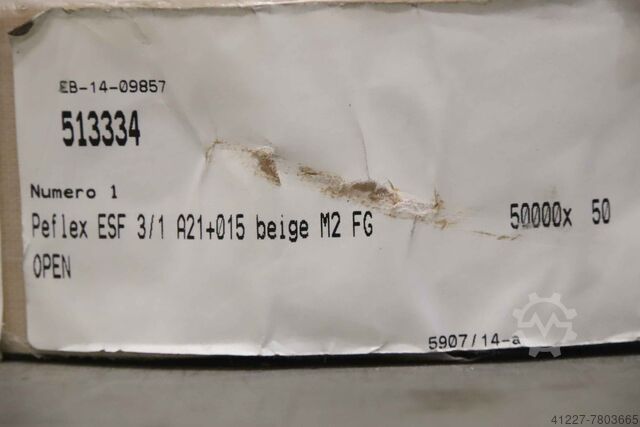 EB-14-09857
513334
Numero 1
Peflex ESF 3/1 A21+015 beige M2 FG 50000x 50
OPEN
5907/14-a
41227-7803665